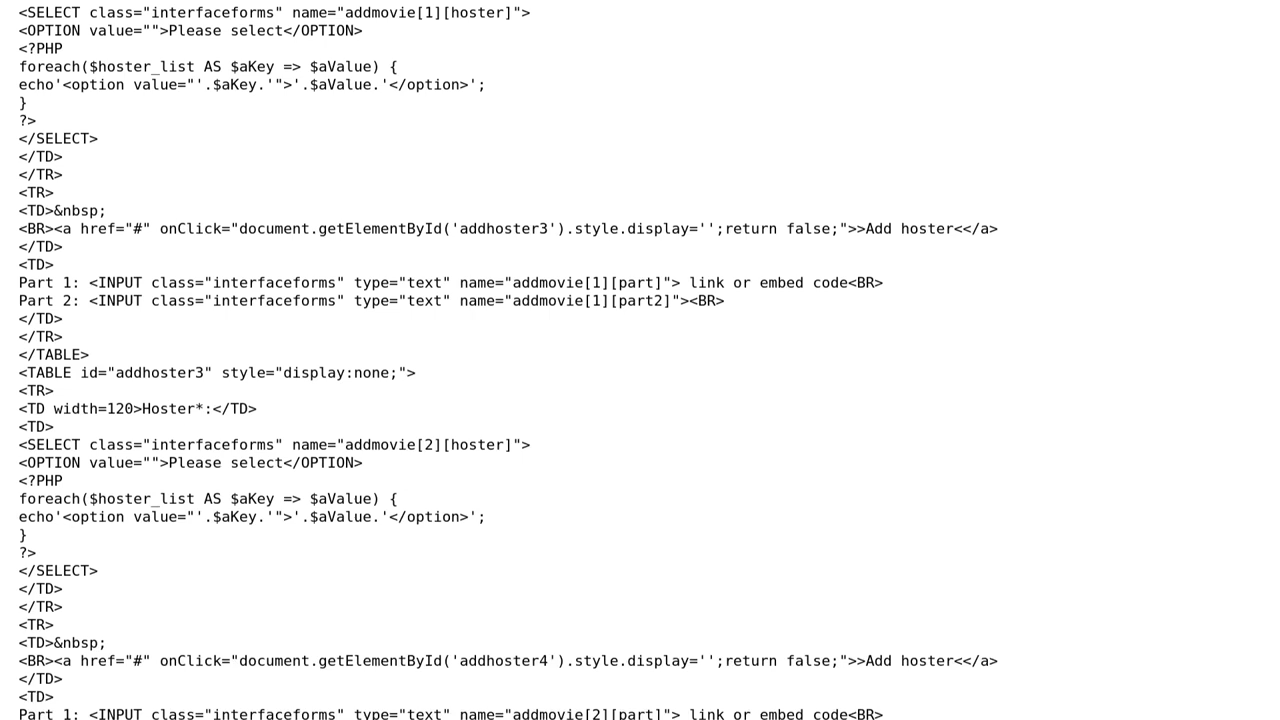 <SELECT class="interfaceforms" name="addmovie[1][hoster]">
<OPTION value="">Please select</OPTION>
<?PHP
foreach($hoster_list AS $aKey => $aValue) {
echo'<option value="'.$aKey.'">'.$aValue.'</option>';
}
?>
</SELECT>
</TD>
</TR>
<TR>
<TD>&nbsp;
<BR><a href="#" onClick="document.getElementById('addhoster3').style.display='';return false;">>Add hoster<</a>
</TD>
<TD>
Part 1: <INPUT class="interfaceforms" type="text" name="addmovie[1][part]"> link or embed code<BR>
Part 2: <INPUT class="interfaceforms" type="text" name="addmovie[1][part2]"><BR>
</TD>
</TR>
</TABLE>
<TABLE id="addhoster3" style="display:none;">
<TR>
<TD width=120>Hoster*:</TD>
<TD>
<SELECT class="interfaceforms" name="addmovie[2][hoster]">
<OPTION value="">Please select</OPTION>
<?PHP
foreach($hoster_list AS $aKey => $aValue) {
echo'<option value="'.$aKey.'">'.$aValue.'</option>';
}
?>
</SELECT>
</TD>
</TR>
<TR>
<TD>&nbsp;
<BR><a href="#" onClick="document.getElementById('addhoster4').style.display='';return false;">>Add hoster<</a>
</TD>
<TD>
Part 1: <INPUT class="interfaceforms" type="text" name="addmovie[2][part]"> link or embed code<BR>